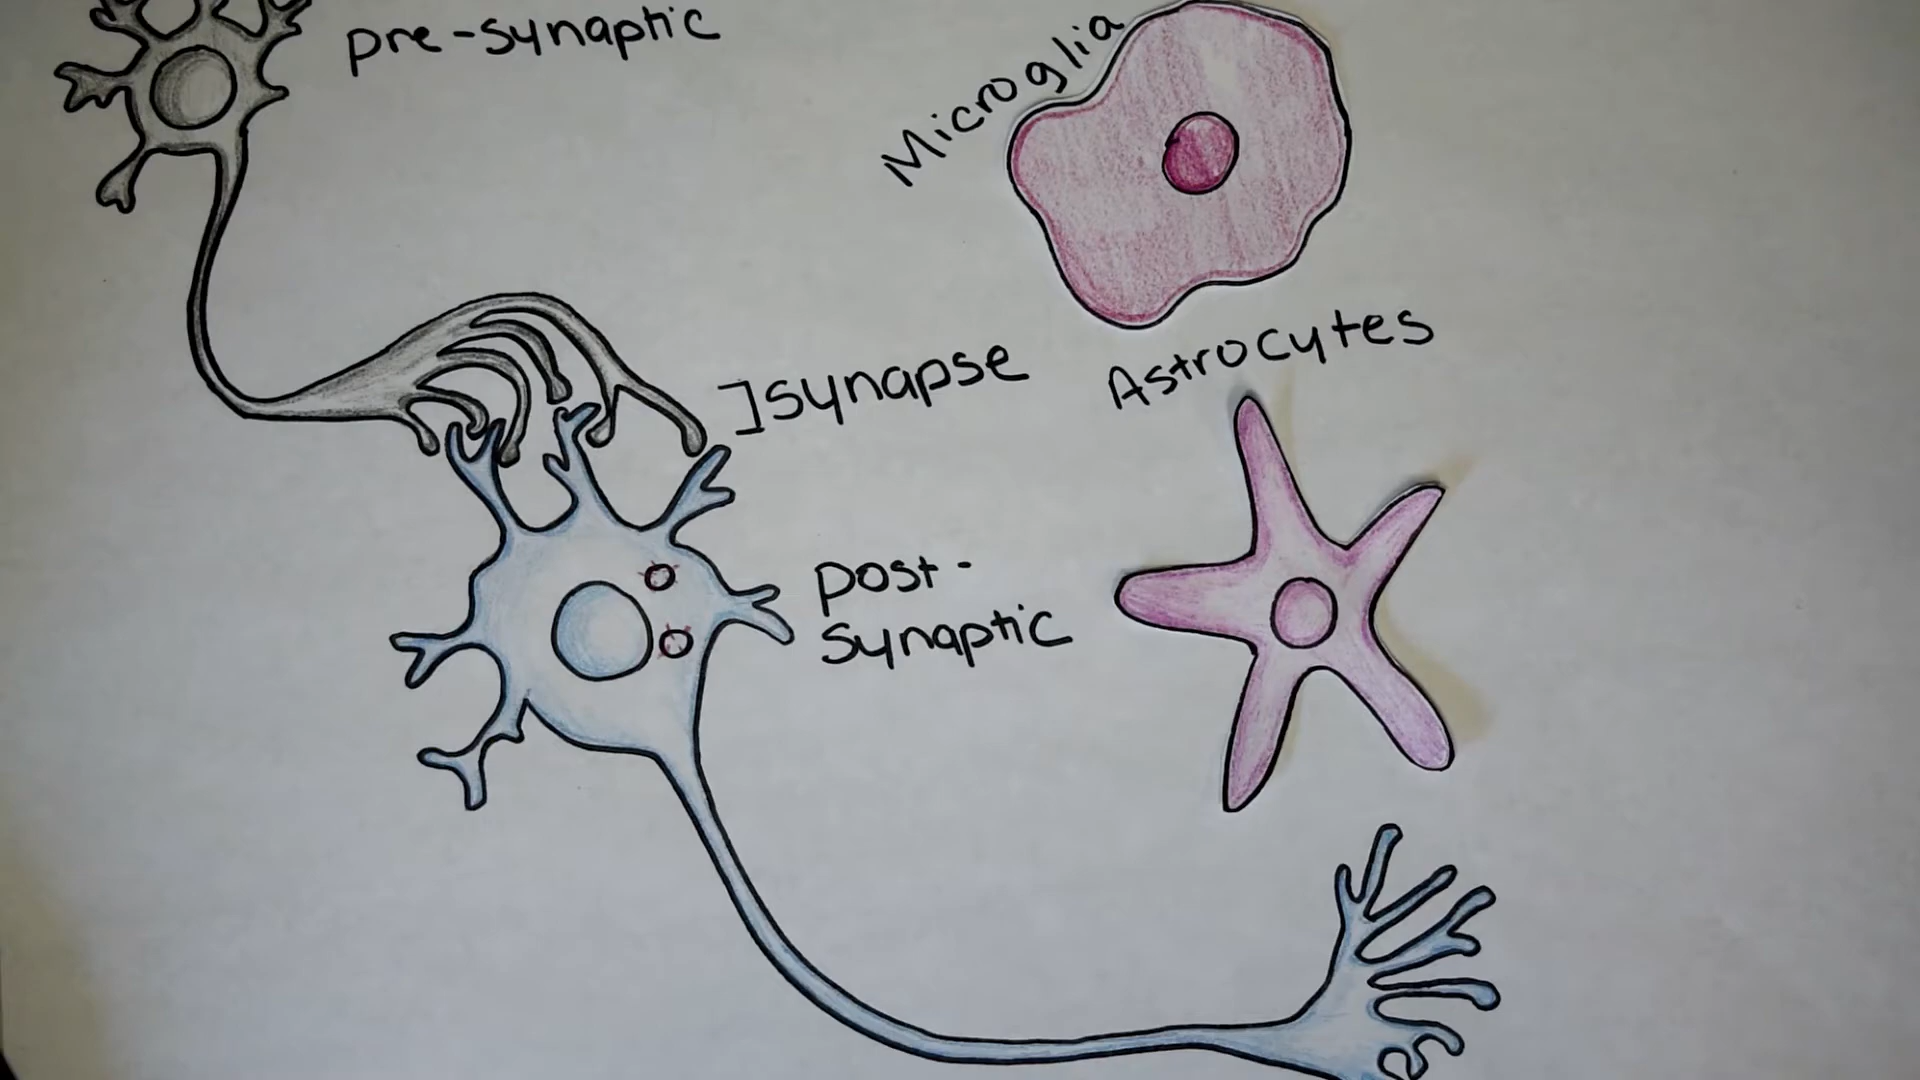 pre-synaptic
Microglia
]synapse
Astrocytes
post-
synaptic